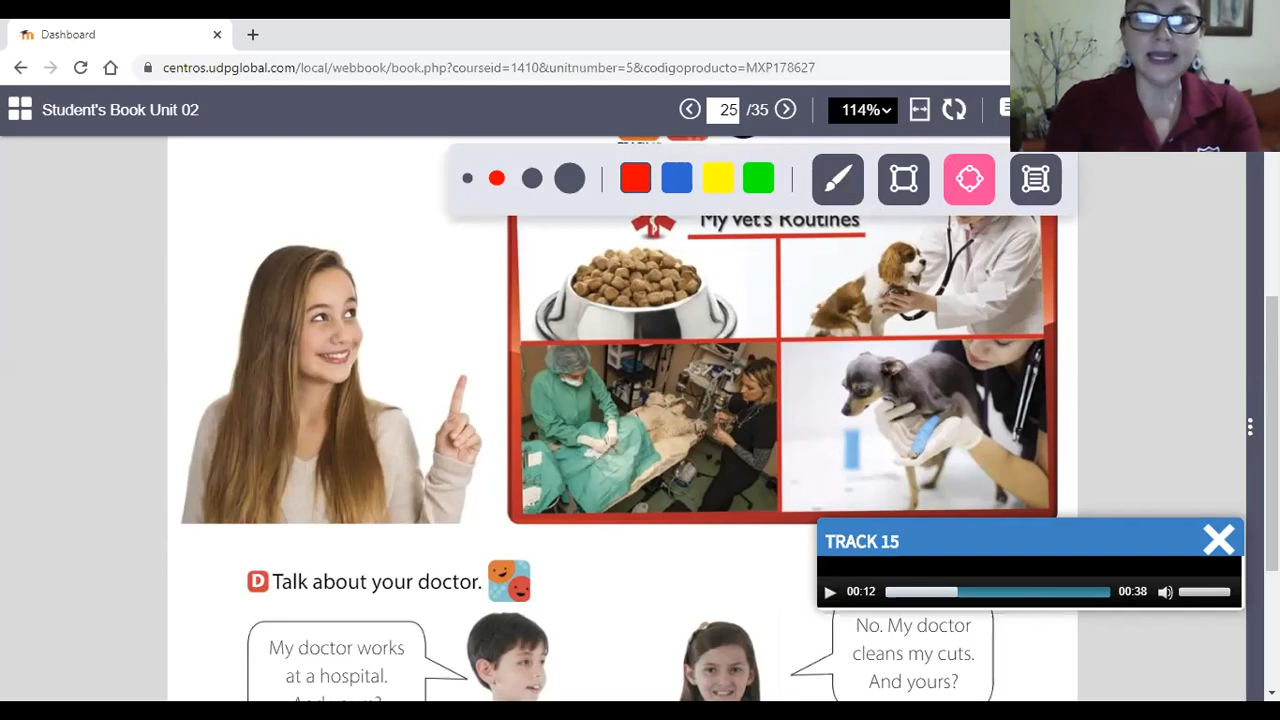 Dashboard
centros.udpglobal.com/local/webbook/book.php?courseid=1410&unitnumber=5&codigoproducto=MXP178627
Student's Book Unit 02
25 /35
114%
My Vet's Routines
TRACK 15
00:12
00:38
D Talk about your doctor.
My doctor works
at a hospital.
And yours?
No. My doctor
cleans my cuts.
And yours?